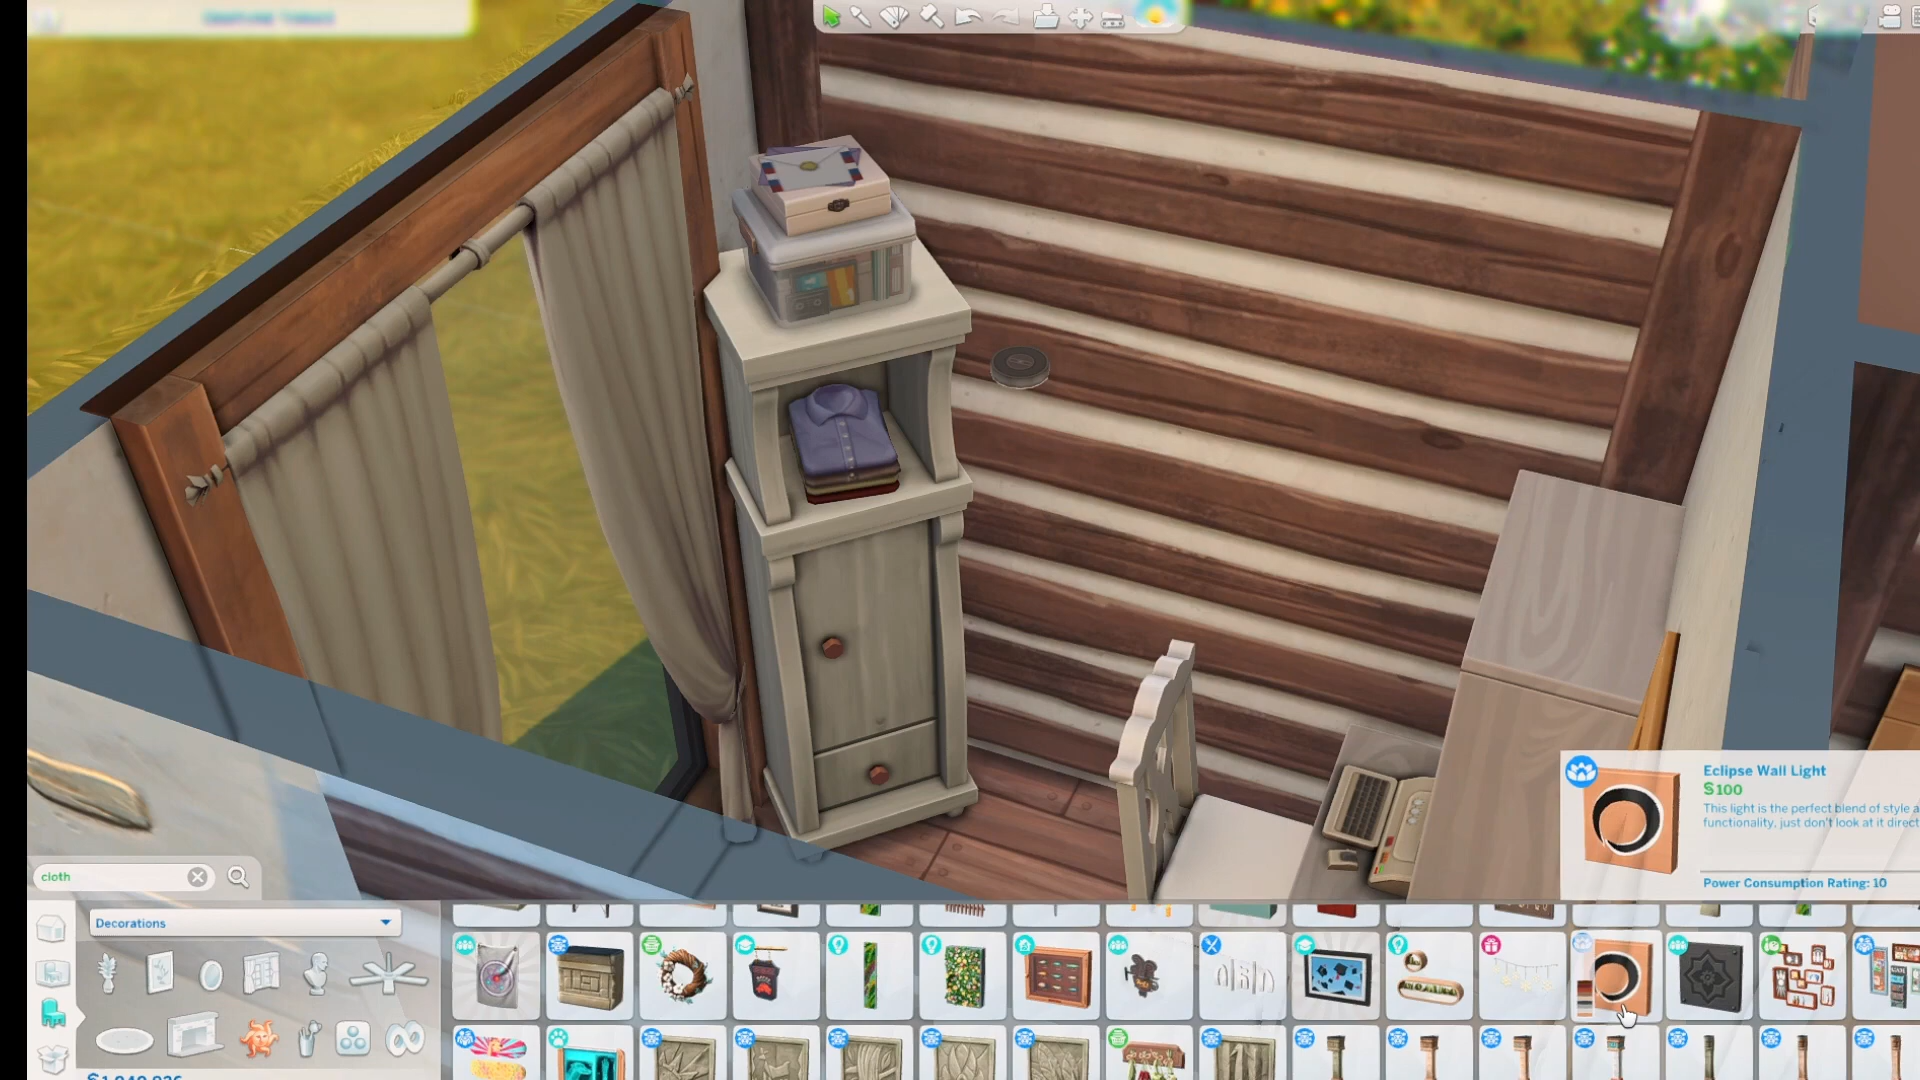 Eclipse Wall Light
$100
This light is the perfect blend of style a
functionality, just don't look at it direct
Power Consumption Rating: 10
cloth
Decorations